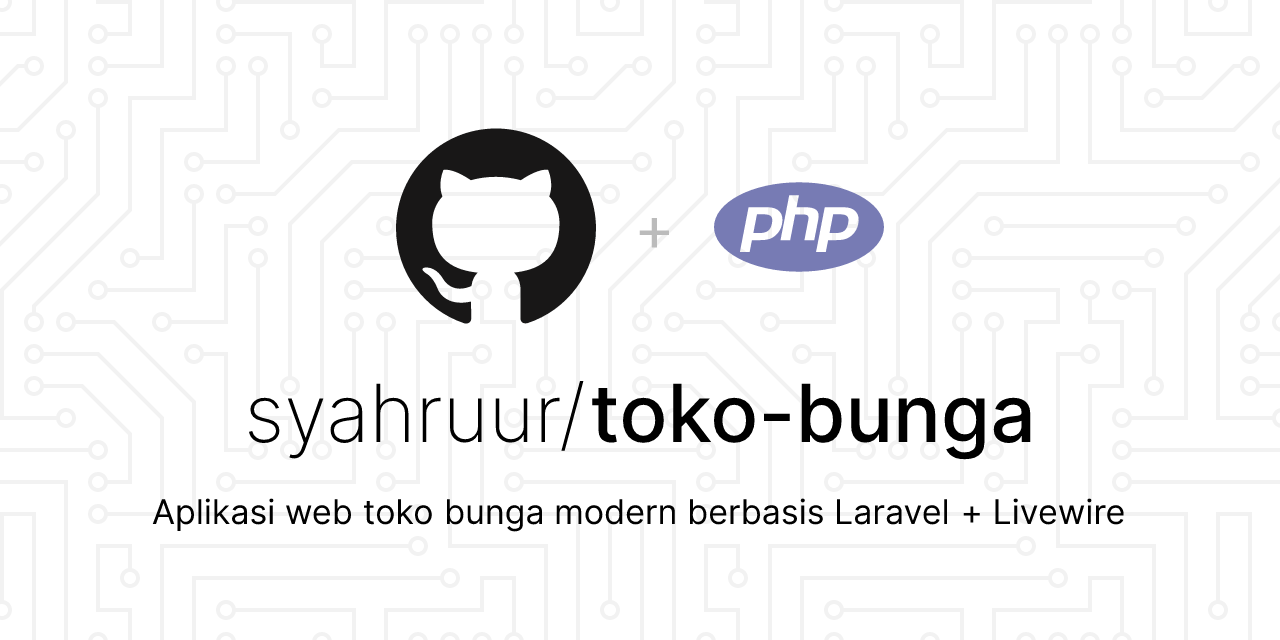 php
+
syahruur/toko-bunga
Aplikasi web toko bunga modern berbasis Laravel + Livewire